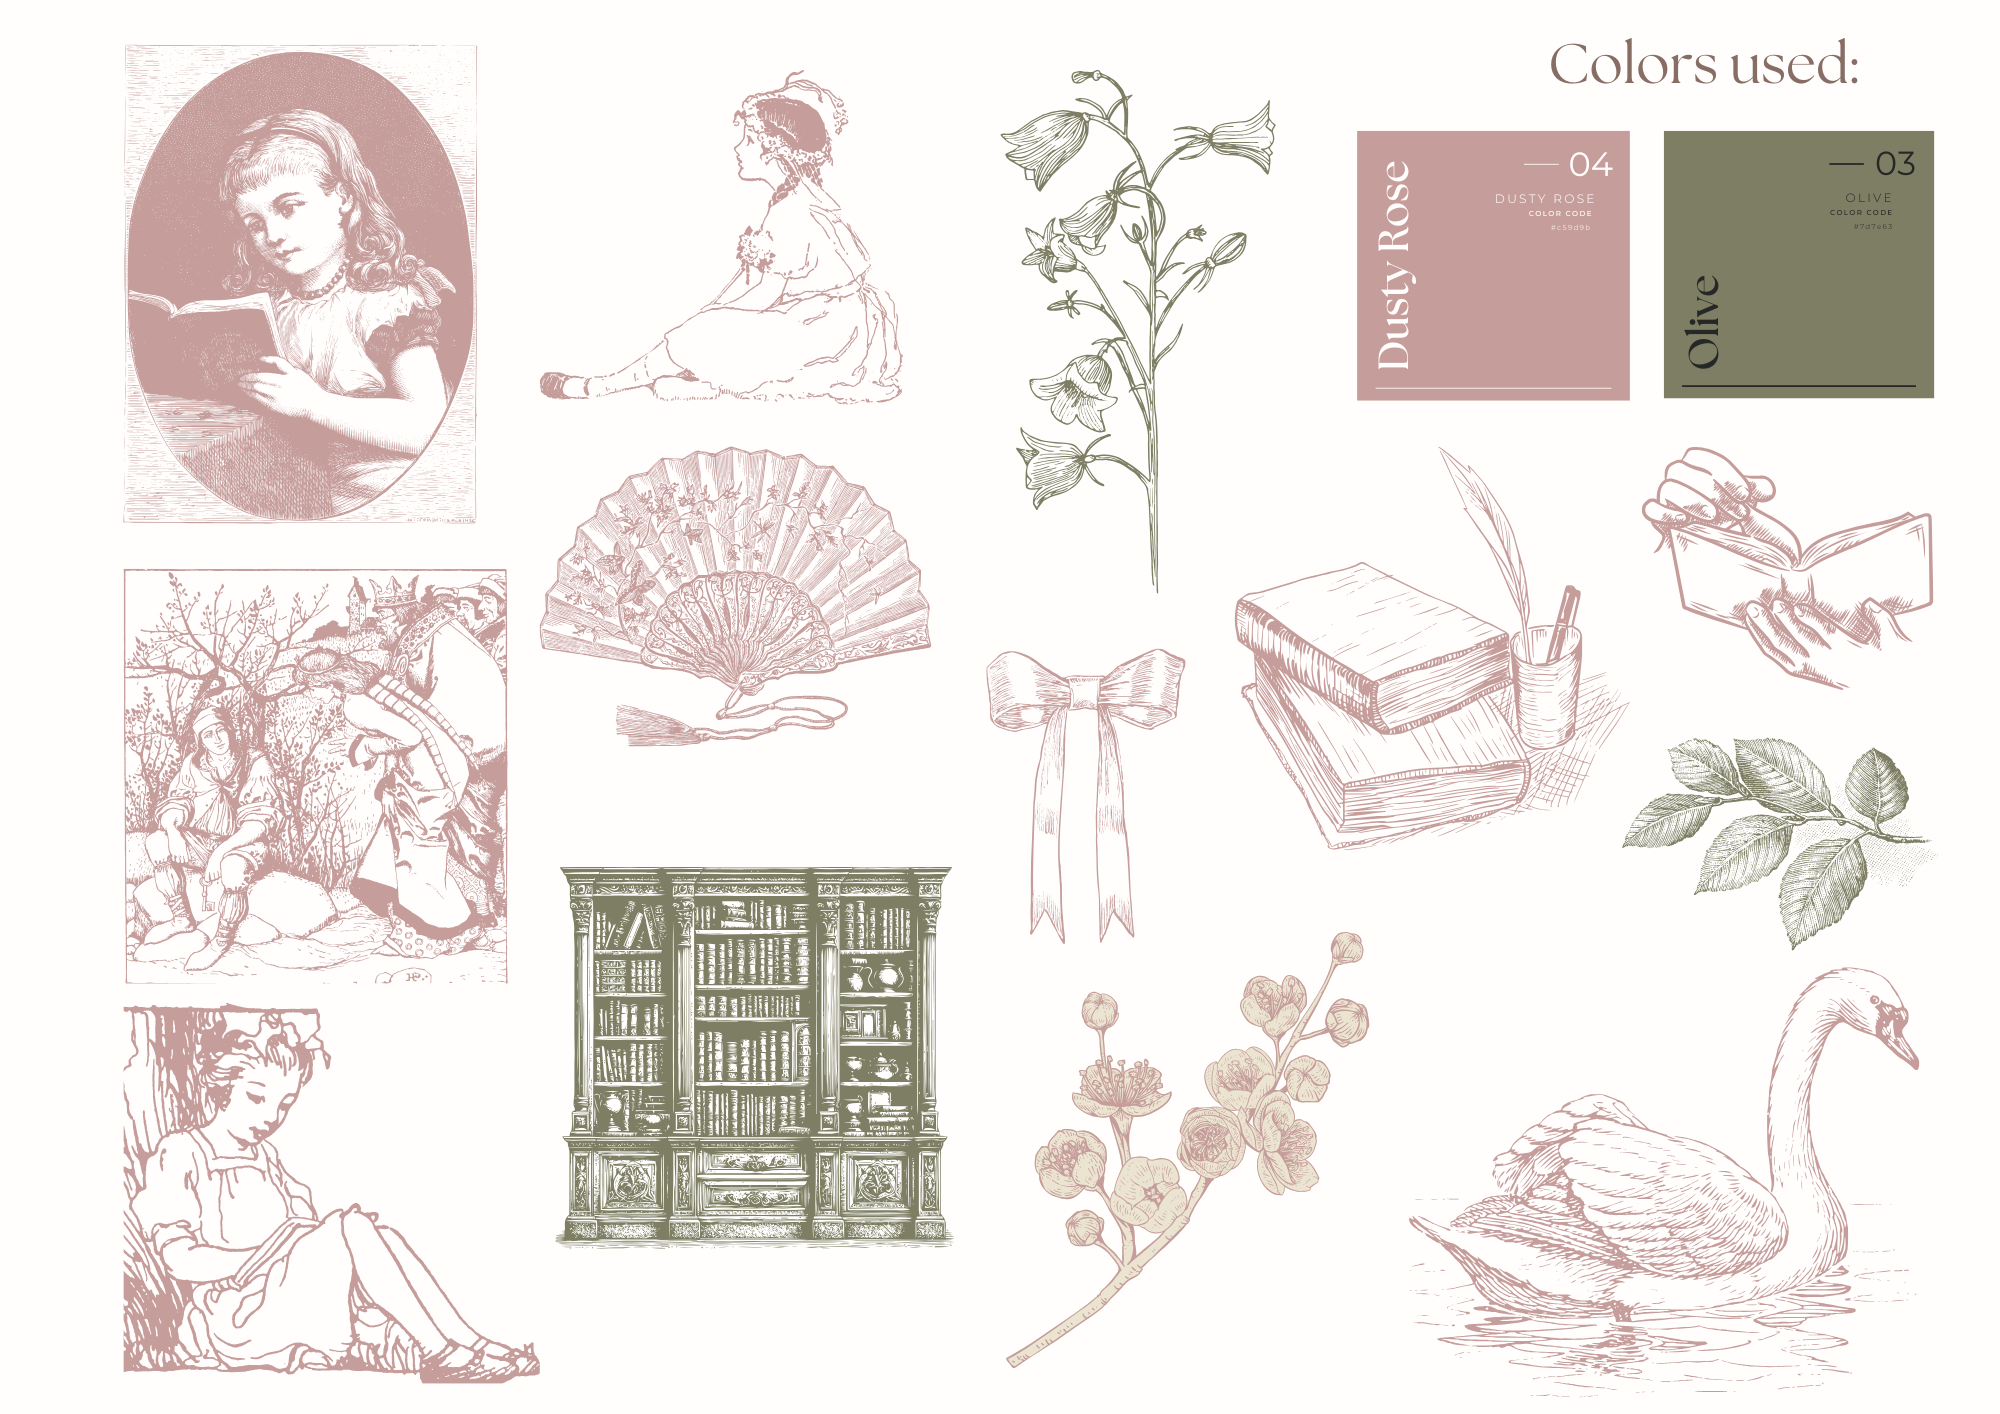 Colors used:
Dusty Rose
04
DUSTY ROSE
COLOR CODE
#c59d9b
Olive
03
OLIVE
COLOR CODE
#7d7e63